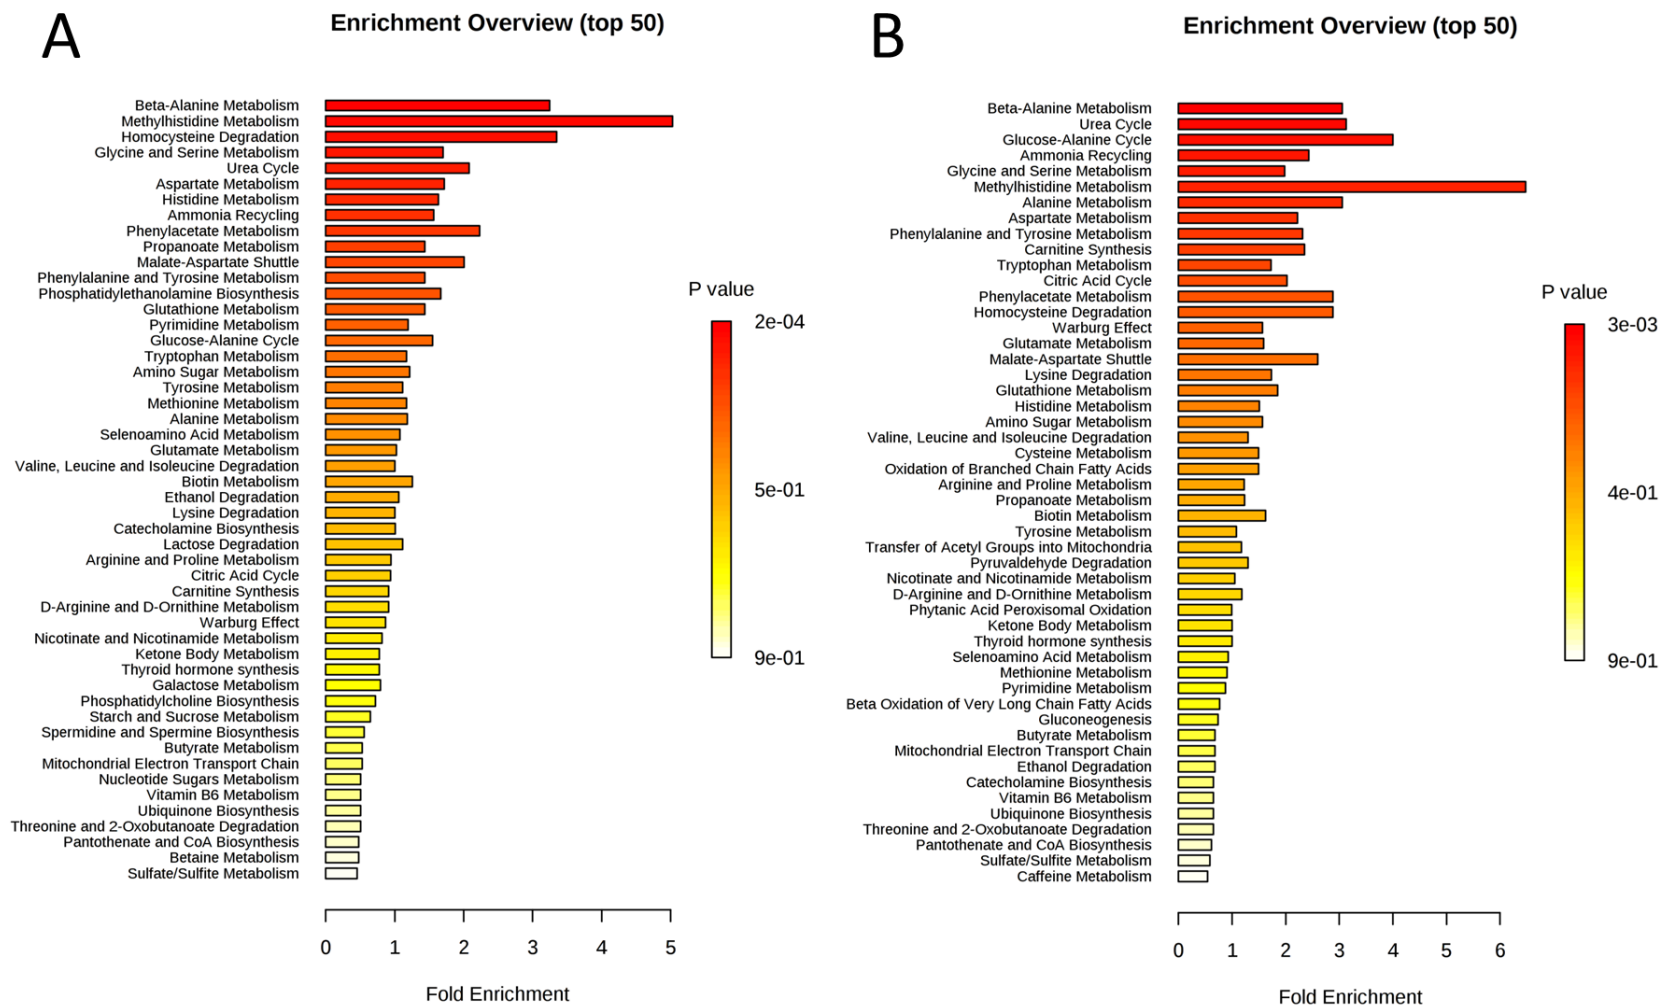 A
Enrichment Overview (top 50)
Beta-Alanine Metabolism
Methylhistidine Metabolism
Homocysteine Degradation
Glycine and Serine Metabolism
Urea Cycle
Aspartate Metabolism
Histidine Metabolism
Ammonia Recycling
Phenylacetate Metabolism
Propanoate Metabolism
Malate-Aspartate Shuttle
Phenylalanine and Tyrosine Metabolism
Phosphatidylethanolamine Biosynthesis
Glutathione Metabolism
Pyrimidine Metabolism
Glucose-Alanine Cycle
Tryptophan Metabolism
Amino Sugar Metabolism
Tyrosine Metabolism
Methionine Metabolism
Alanine Metabolism
Selenoamino Acid Metabolism
Glutamate Metabolism
Valine, Leucine and Isoleucine Degradation
Biotin Metabolism
Ethanol Degradation
Lysine Degradation
Catecholamine Biosynthesis
Lactose Degradation
Arginine and Proline Metabolism
Citric Acid Cycle
Carnitine Synthesis
D-Arginine and D-Ornithine Metabolism
Warburg Effect
Nicotinate and Nicotinamide Metabolism
Ketone Body Metabolism
Thyroid hormone synthesis
Galactose Metabolism
Phosphatidylcholine Biosynthesis
Starch and Sucrose Metabolism
Spermidine and Spermine Biosynthesis
Butyrate Metabolism
Mitochondrial Electron Transport Chain
Nucleotide Sugars Metabolism
Vitamin B6 Metabolism
Ubiquinone Biosynthesis
Threonine and 2-Oxobutanoate Degradation
Pantothenate and CoA Biosynthesis
Betaine Metabolism
Sulfate/Sulfite Metabolism
0 1 2 3 4 5
Fold Enrichment
P value
2e-04
5e-01
9e-01
B
Enrichment Overview (top 50)
Beta-Alanine Metabolism
Urea Cycle
Glucose-Alanine Cycle
Ammonia Recycling
Glycine and Serine Metabolism
Methylhistidine Metabolism
Alanine Metabolism
Aspartate Metabolism
Phenylalanine and Tyrosine Metabolism
Carnitine Synthesis
Tryptophan Metabolism
Citric Acid Cycle
Phenylacetate Metabolism
Homocysteine Degradation
Warburg Effect
Glutamate Metabolism
Malate-Aspartate Shuttle
Lysine Degradation
Glutathione Metabolism
Histidine Metabolism
Amino Sugar Metabolism
Valine, Leucine and Isoleucine Degradation
Cysteine Metabolism
Oxidation of Branched Chain Fatty Acids
Arginine and Proline Metabolism
Propanoate Metabolism
Biotin Metabolism
Tyrosine Metabolism
Transfer of Acetyl Groups into Mitochondria
Pyruvaldehyde Degradation
Nicotinate and Nicotinamide Metabolism
D-Arginine and D-Ornithine Metabolism
Phytanic Acid Peroxisomal Oxidation
Ketone Body Metabolism
Thyroid hormone synthesis
Selenoamino Acid Metabolism
Methionine Metabolism
Pyrimidine Metabolism
Beta Oxidation of Very Long Chain Fatty Acids
Gluconeogenesis
Butyrate Metabolism
Mitochondrial Electron Transport Chain
Ethanol Degradation
Catecholamine Biosynthesis
Vitamin B6 Metabolism
Ubiquinone Biosynthesis
Threonine and 2-Oxobutanoate Degradation
Pantothenate and CoA Biosynthesis
Sulfate/Sulfite Metabolism
Caffeine Metabolism
0 1 2 3 4 5 6
Fold Enrichment
P value
3e-03
4e-01
9e-01